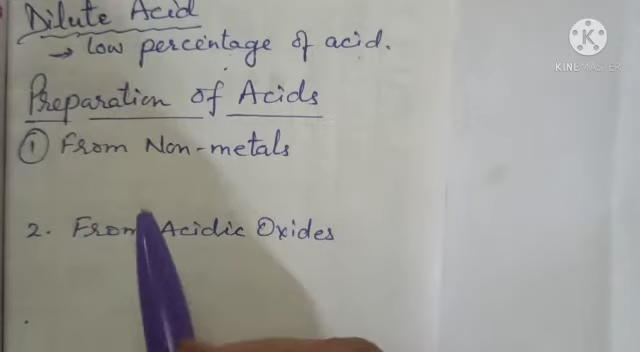 Dilute Acid
→ low percentage of acid.
Preparation of Acids
① From Non-metals
2. From Acidic Oxides
KINEMASTER